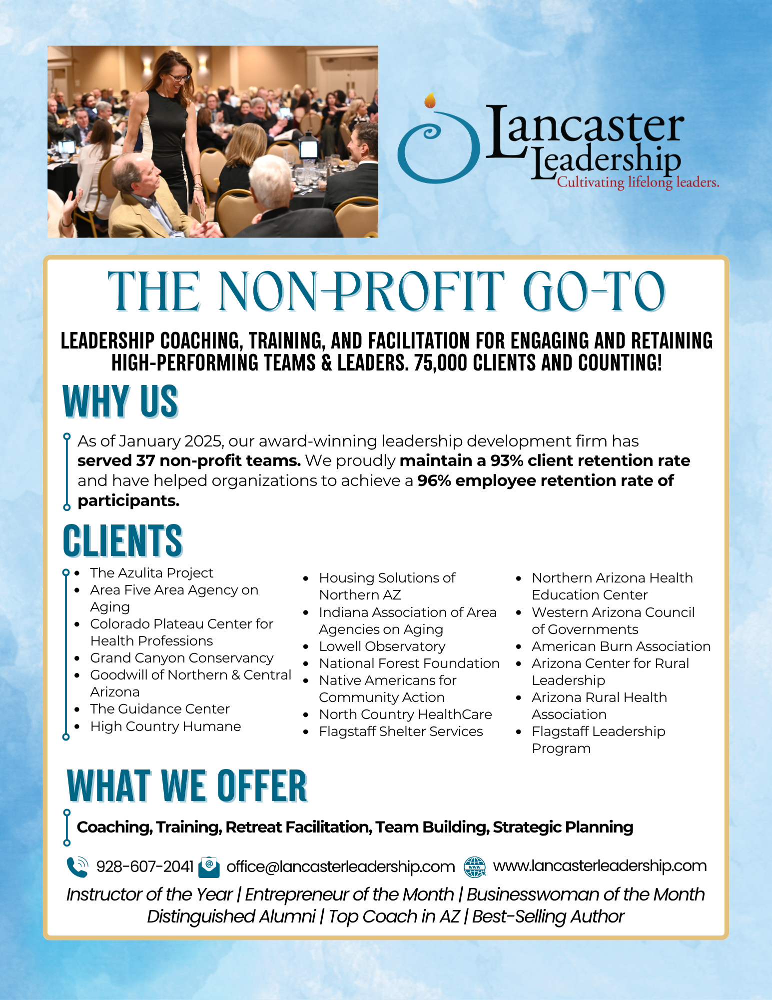 Lancaster
Leadership
Cultivating lifelong leaders.
THE NON-PROFIT GO-TO
LEADERSHIP COACHING, TRAINING, AND FACILITATION FOR ENGAGING AND RETAINING
HIGH-PERFORMING TEAMS & LEADERS. 75,000 CLIENTS AND COUNTING!
WHY US
As of January 2025, our award-winning leadership development firm has
served 37 non-profit teams. We proudly maintain a 93% client retention rate
and have helped organizations to achieve a 96% employee retention rate of
participants.
CLIENTS
• The Azulita Project
• Area Five Area Agency on
Aging
• Colorado Plateau Center for
Health Professions
• Grand Canyon Conservancy
• Goodwill of Northern & Central
Arizona
• The Guidance Center
• High Country Humane
• Housing Solutions of
Northern AZ
• Indiana Association of Area
Agencies on Aging
• Lowell Observatory
• National Forest Foundation
• Native Americans for
Community Action
• North Country HealthCare
• Flagstaff Shelter Services
• Northern Arizona Health
Education Center
• Western Arizona Council
of Governments
• American Burn Association
• Arizona Center for Rural
Leadership
• Arizona Rural Health
Association
• Flagstaff Leadership
Program
WHAT WE OFFER
Coaching, Training, Retreat Facilitation, Team Building, Strategic Planning
928-607-2041 @ office@lancasterleadership.com www www.lancasterleadership.com
Instructor of the Year | Entrepreneur of the Month | Businesswoman of the Month
Distinguished Alumni | Top Coach in AZ | Best-Selling Author